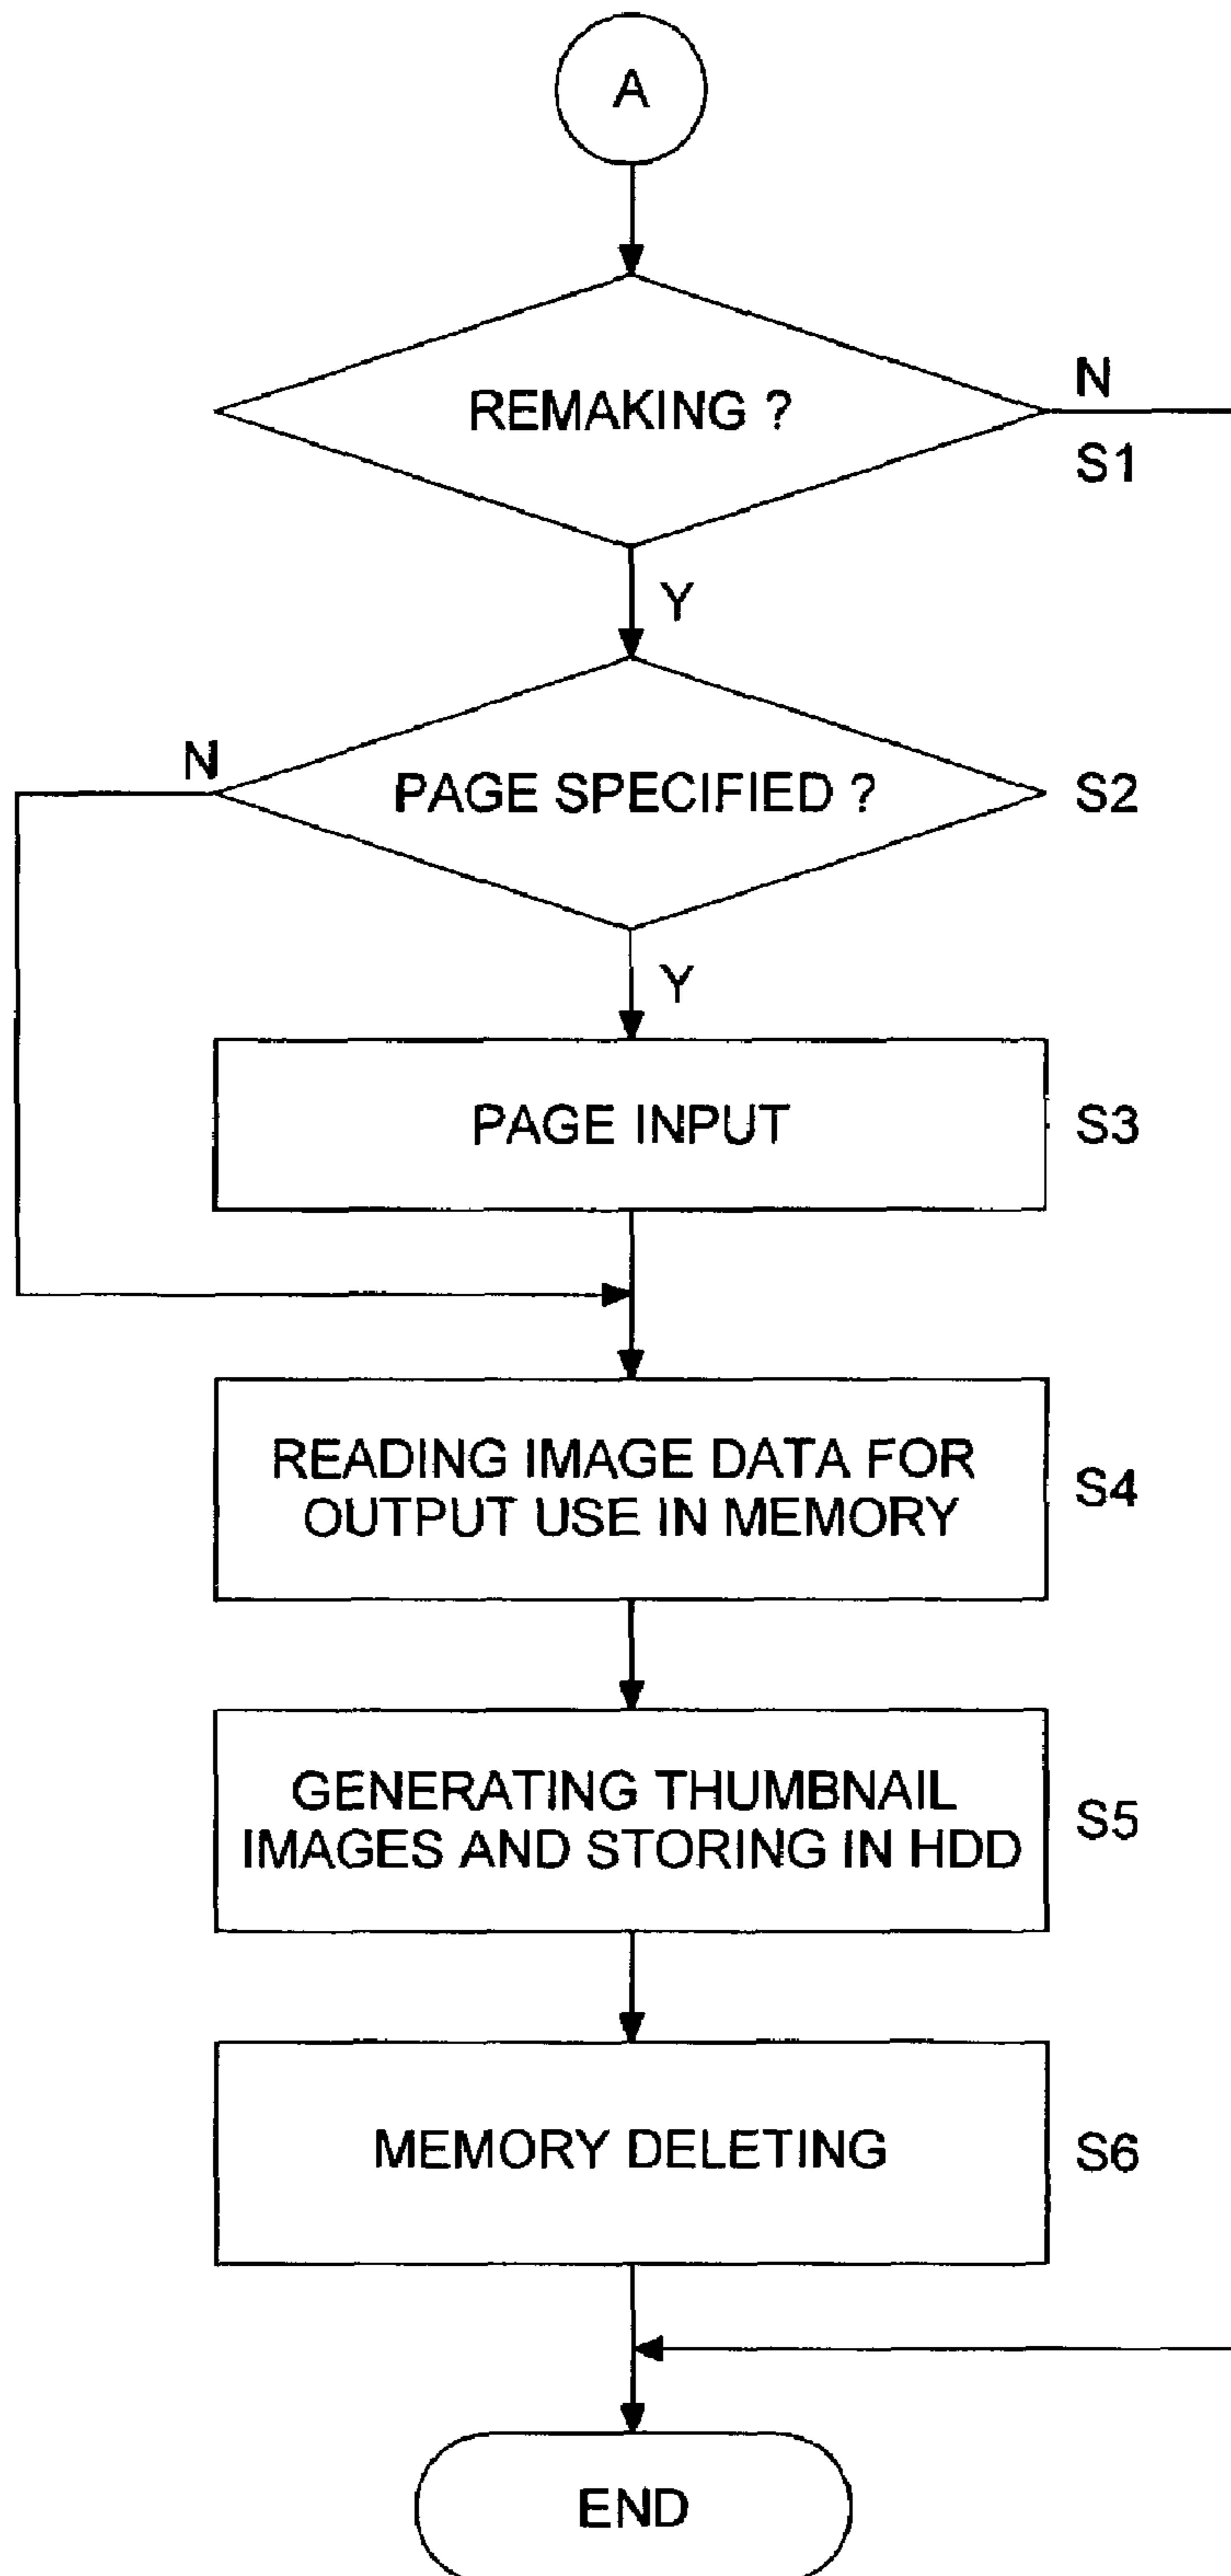 A
REMAKING ?
N
S1
Y
N
PAGE SPECIFIED ?
S2
Y
PAGE INPUT
S3
READING IMAGE DATA FOR
OUTPUT USE IN MEMORY
S4
GENERATING THUMBNAIL
IMAGES AND STORING IN HDD
S5
MEMORY DELETING
S6
END